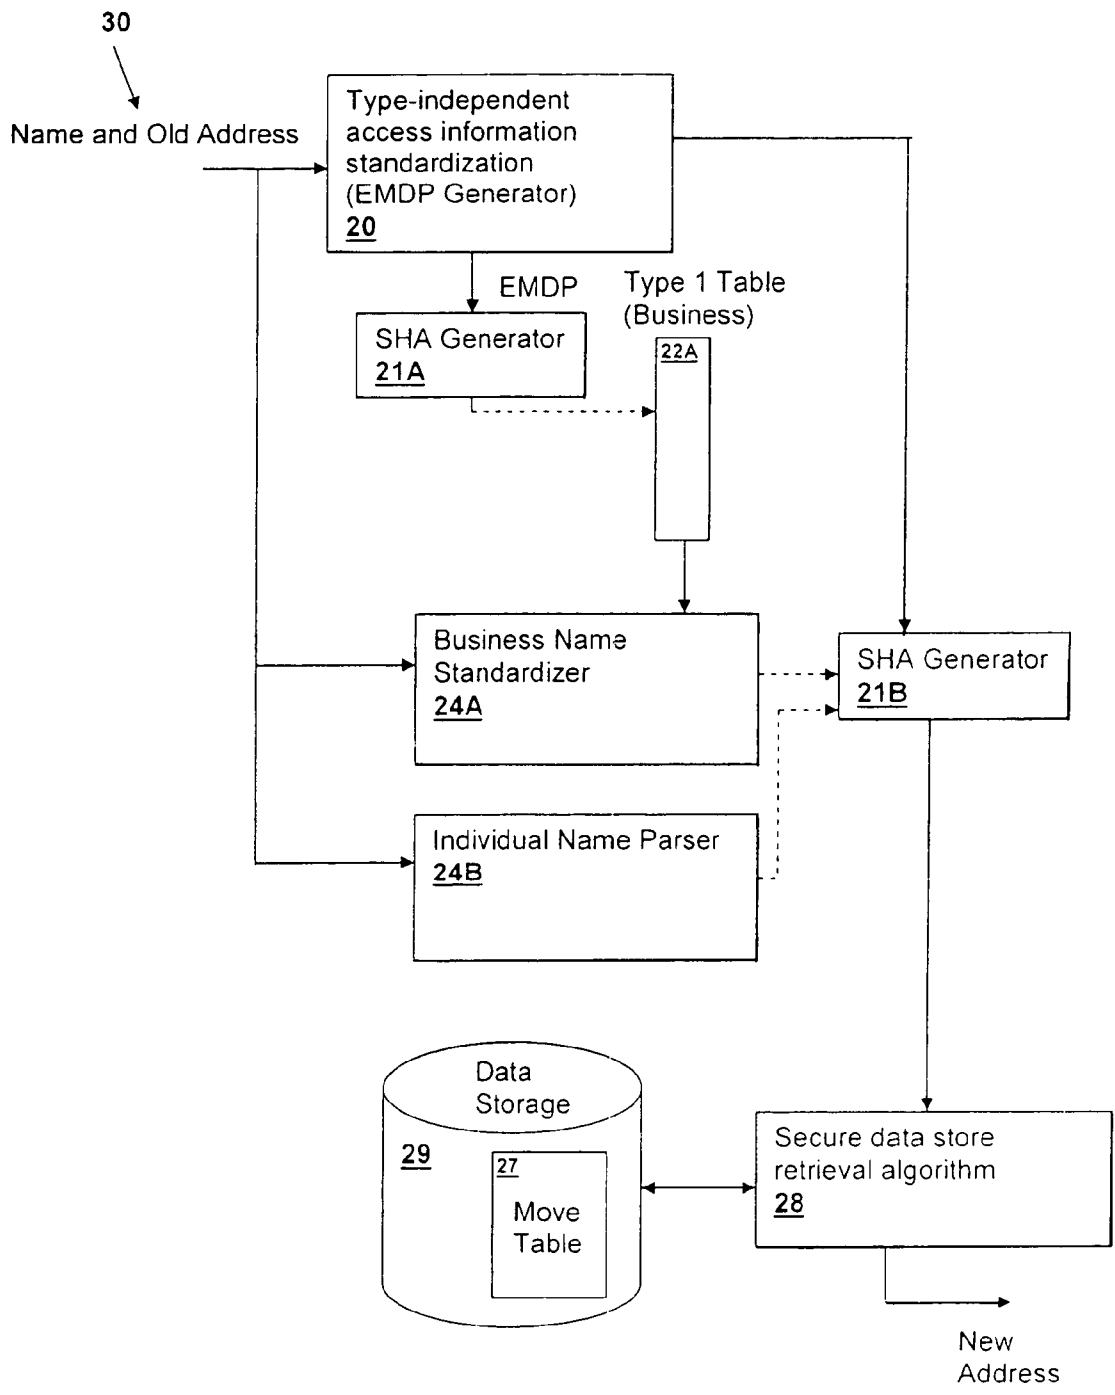 30
Name and Old Address
Type-independent
access information
standardization
(EMDP Generator)
20
EMDP
Type 1 Table
(Business)
SHA Generator
21A
22A
Business Name
Standardizer
24A
SHA Generator
21B
Individual Name Parser
24B
Data
Storage
29
27
Move
Table
Secure data store
retrieval algorithm
28
New
Address